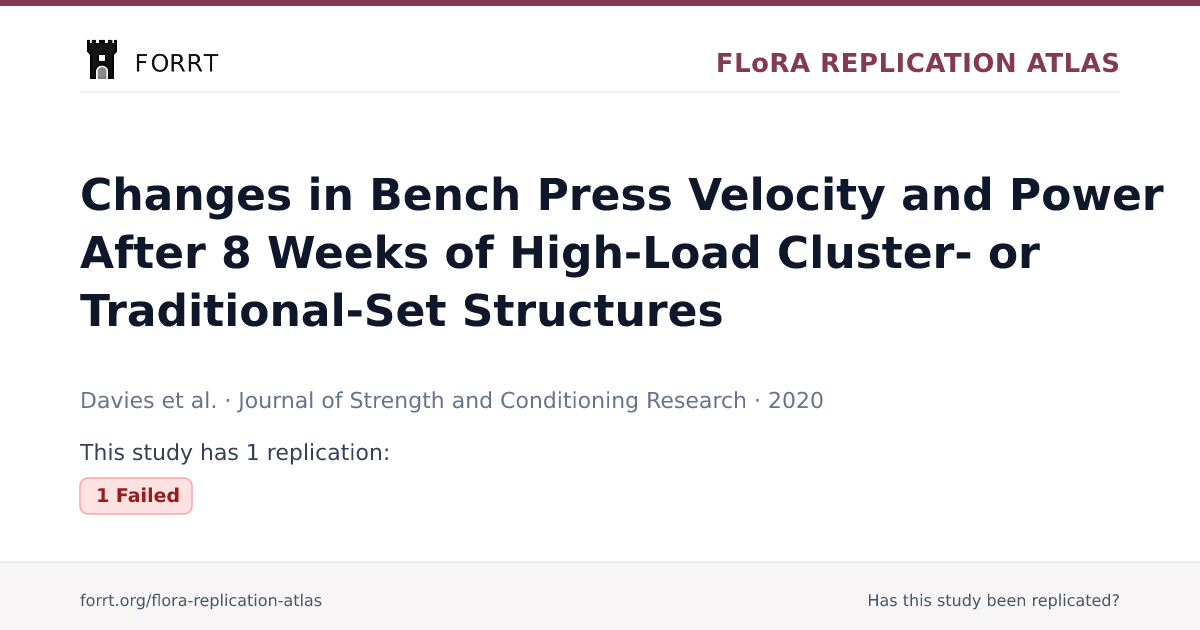 FORRT
FLoRA REPLICATION ATLAS
Changes in Bench Press Velocity and Power
After 8 Weeks of High-Load Cluster- or
Traditional-Set Structures
Davies et al. · Journal of Strength and Conditioning Research · 2020
This study has 1 replication:
1 Failed
forrt.org/flora-replication-atlas
Has this study been replicated?